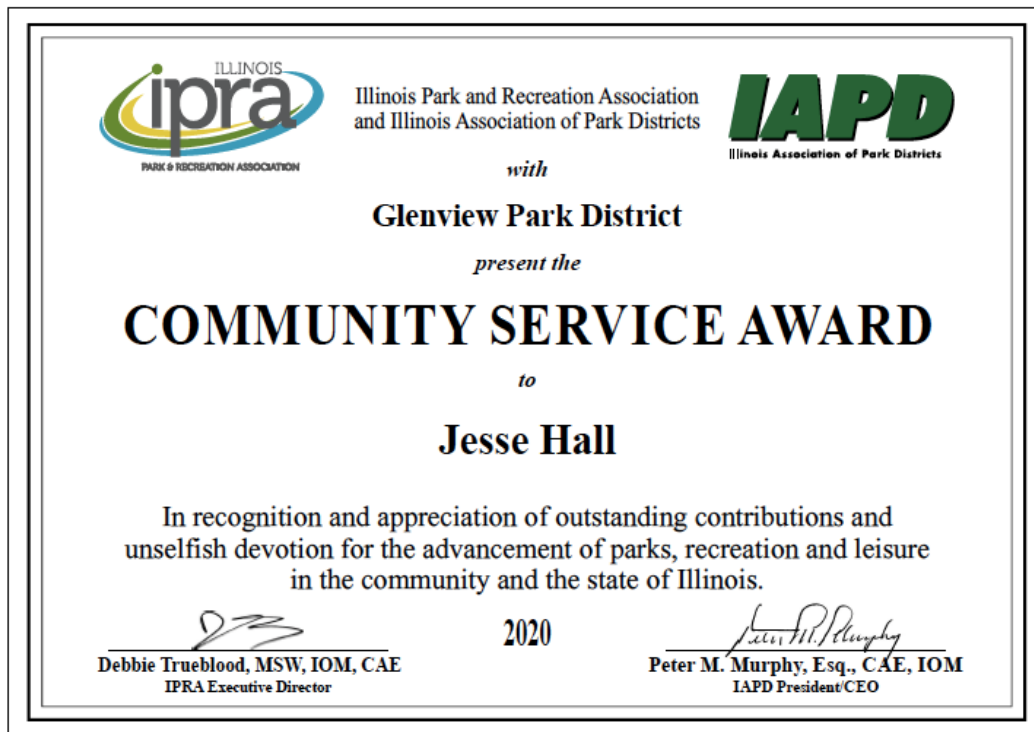 ILLINOIS
ipra
PARK & RECREATION ASSOCIATION
Illinois Park and Recreation Association
and Illinois Association of Park Districts
IAPD
Illinois Association of Park Districts
with
Glenview Park District
present the
COMMUNITY SERVICE AWARD
to
Jesse Hall
In recognition and appreciation of outstanding contributions and
unselfish devotion for the advancement of parks, recreation and leisure
in the community and the state of Illinois.
2020
Peter M. Murphy
Debbie Trueblood, MSW, IOM, CAE
IPRA Executive Director
Peter M. Murphy, Esq., CAE, IOM
IAPD President/CEO